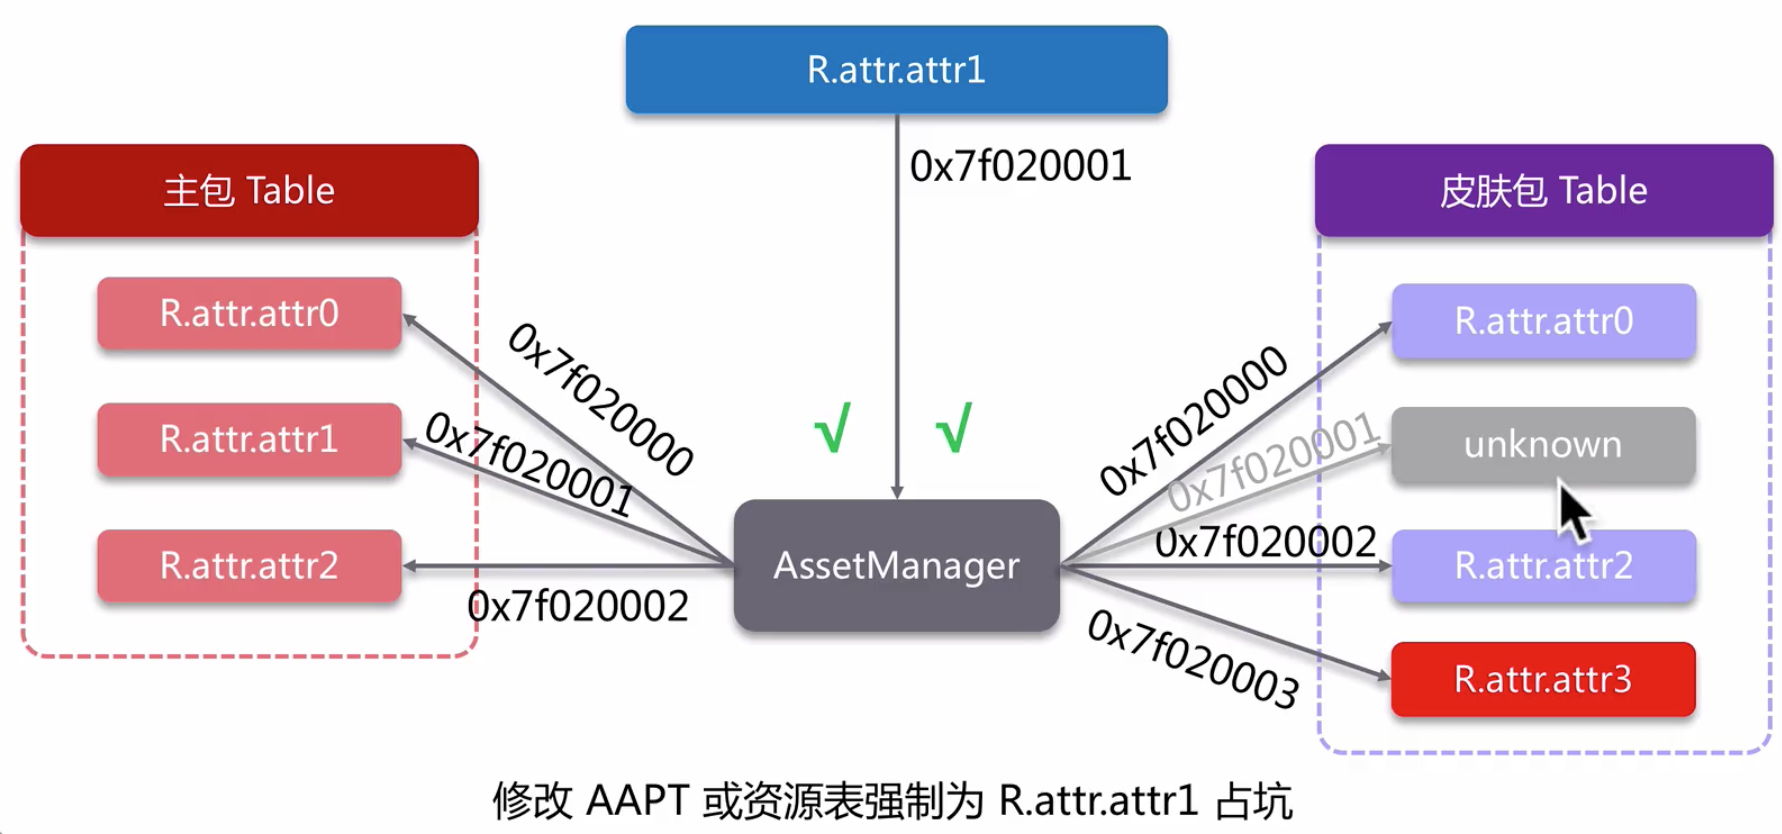 R.attr.attr1
0x7f020001
主包 Table
R.attr.attr0
R.attr.attr1
R.attr.attr2
0x7f020000
0x7f020001
0x7f020002
√ √
AssetManager
皮肤包 Table
0x7f020000
0x7f020001
0x7f020002
0x7f020003
R.attr.attr0
unknown
R.attr.attr2
R.attr.attr3
修改 AAPT 或资源表强制为 R.attr.attr1 占坑